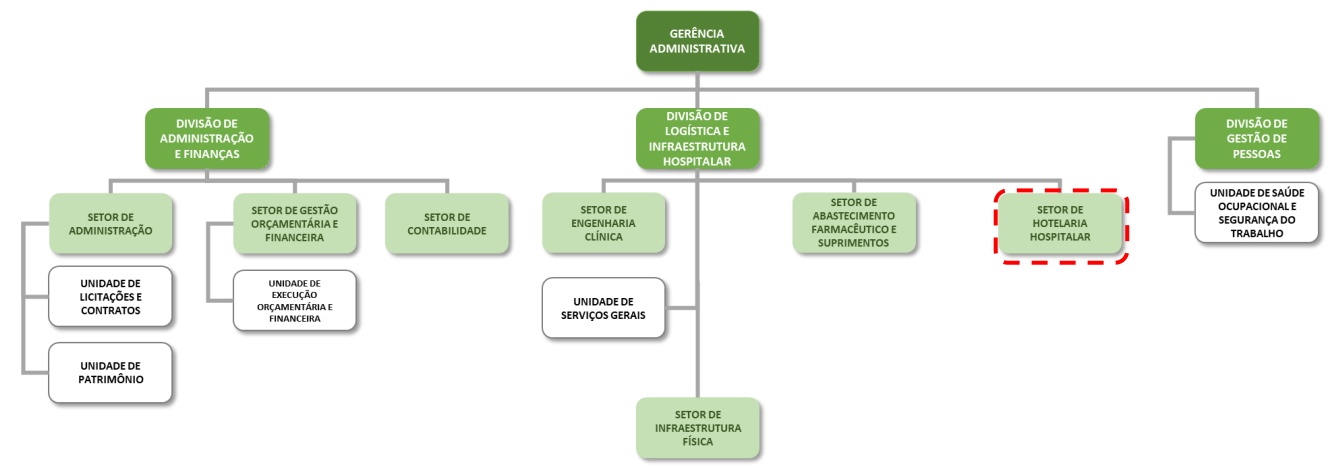 GERÊNCIA
ADMINISTRATIVA
DIVISÃO DE
ADMINISTRAÇÃO
E FINANÇAS
DIVISÃO DE
LOGÍSTICA E
INFRAESTRUTURA
HOSPITALAR
DIVISÃO DE
GESTÃO DE
PESSOAS
SETOR DE
ADMINISTRAÇÃO
SETOR DE GESTÃO
ORÇAMENTÁRIA E
FINANCEIRA
SETOR DE
CONTABILIDADE
SETOR DE
ENGENHARIA
CLÍNICA
SETOR DE
ABASTECIMENTO
FARMACÊUTICO E
SUPRIMENTOS
SETOR DE
HOTELARIA
HOSPITALAR
UNIDADE DE SAÚDE
OCUPACIONAL E
SEGURANÇA DO
TRABALHO
UNIDADE DE
LICITAÇÕES E
CONTRATOS
UNIDADE DE
EXECUÇÃO
ORÇAMENTÁRIA E
FINANCEIRA
UNIDADE DE
SERVIÇOS GERAIS
UNIDADE DE
PATRIMÔNIO
SETOR DE
INFRAESTRUTURA
FÍSICA